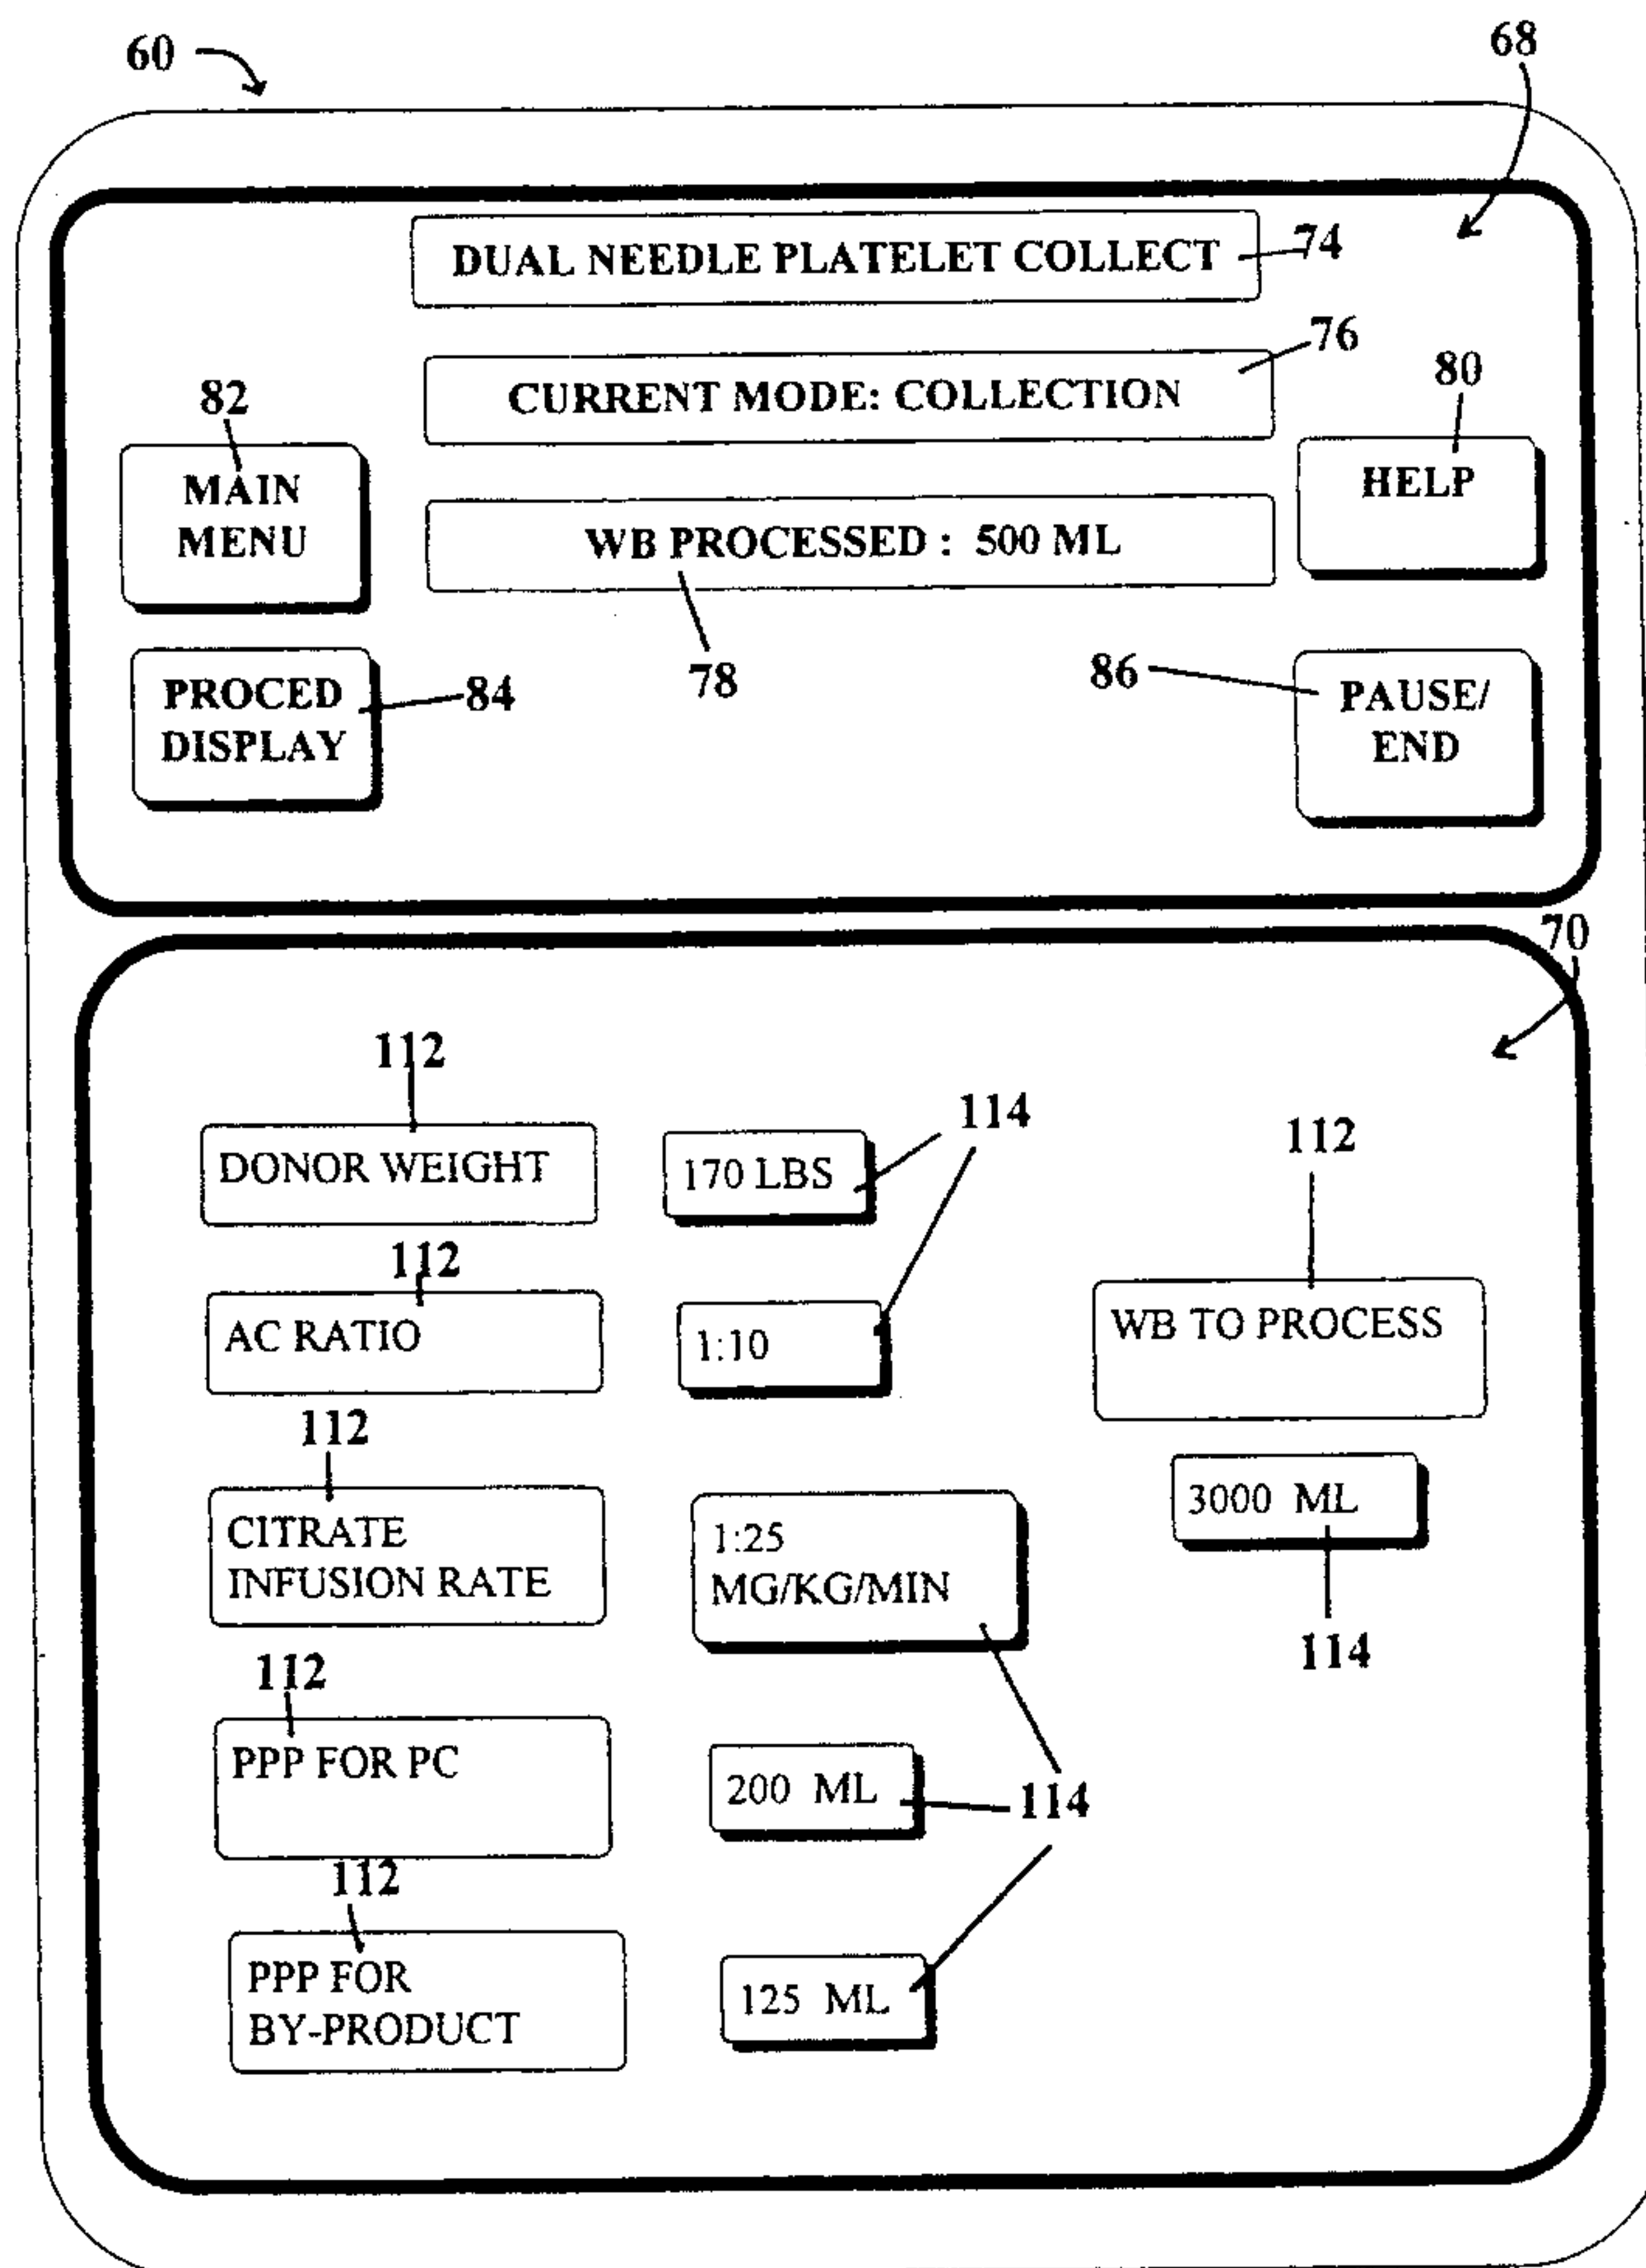 60
68
DUAL NEEDLE PLATELET COLLECT
74
76
CURRENT MODE: COLLECTION
82
80
MAIN
MENU
HELP
WB PROCESSED : 500 ML
78
PROCED
DISPLAY
84
86
PAUSE/
END
70
112
DONOR WEIGHT
170 LBS
114
112
112
AC RATIO
1:10
WB TO PROCESS
112
CITRATE
INFUSION RATE
1:25
MG/KG/MIN
3000 ML
114
112
PPP FOR PC
200 ML
114
112
PPP FOR
BY-PRODUCT
125 ML